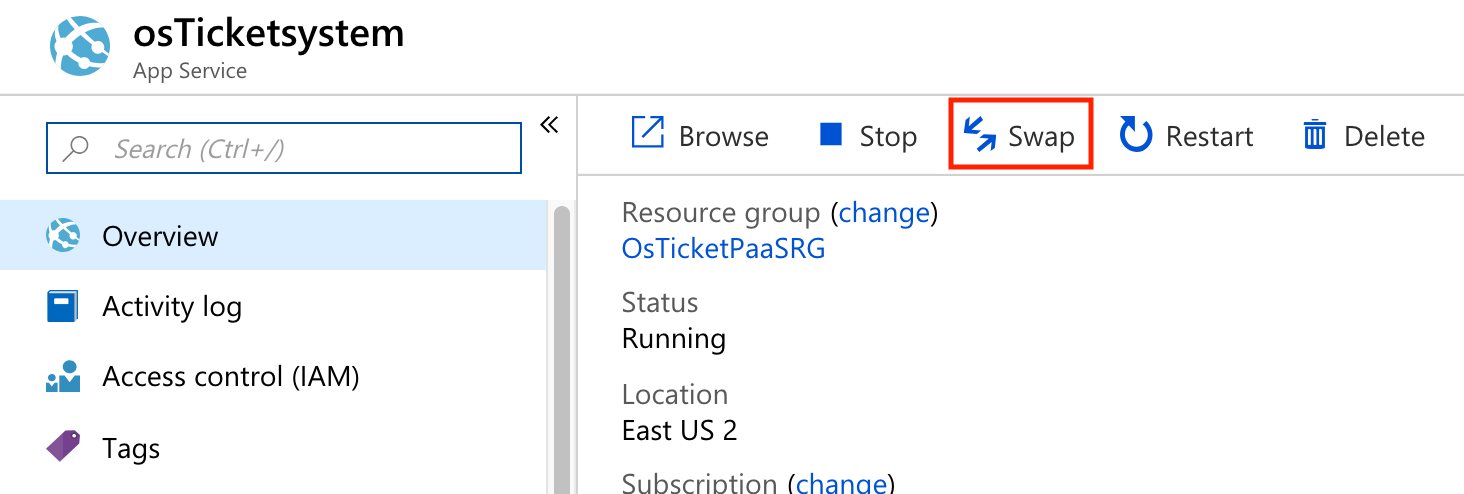 osTicketsystem
App Service
Search (Ctrl+/)
«
Overview
Activity log
Access control (IAM)
Tags
Browse Stop Swap Restart Delete
Resource group (change)
OsTicketPaaSRG
Status
Running
Location
East US 2
Subscription (change)